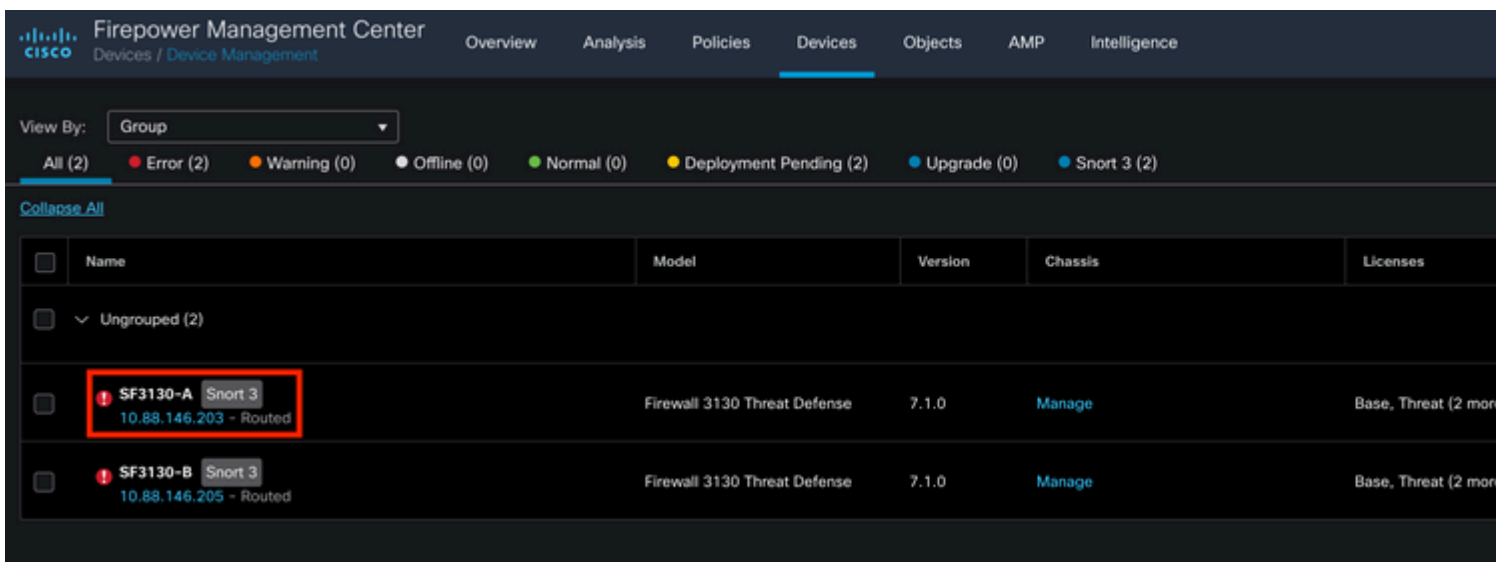 CISCO
Firepower Management Center
Devices / Device Management
Overview Analysis Policies Devices Objects AMP Intelligence
View By: Group
All (2) Error (2) Warning (0) Offline (0) Normal (0) Deployment Pending (2) Upgrade (0) Snort 3 (2)
Collapse All
Name Model Version Chassis Licenses
Ungrouped (2)
SF3130-A Snort 3
10.88.146.203 - Routed
Firewall 3130 Threat Defense 7.1.0 Manage Base, Threat (2 mor
SF3130-B Snort 3
10.88.146.205 - Routed
Firewall 3130 Threat Defense 7.1.0 Manage Base, Threat (2 mor